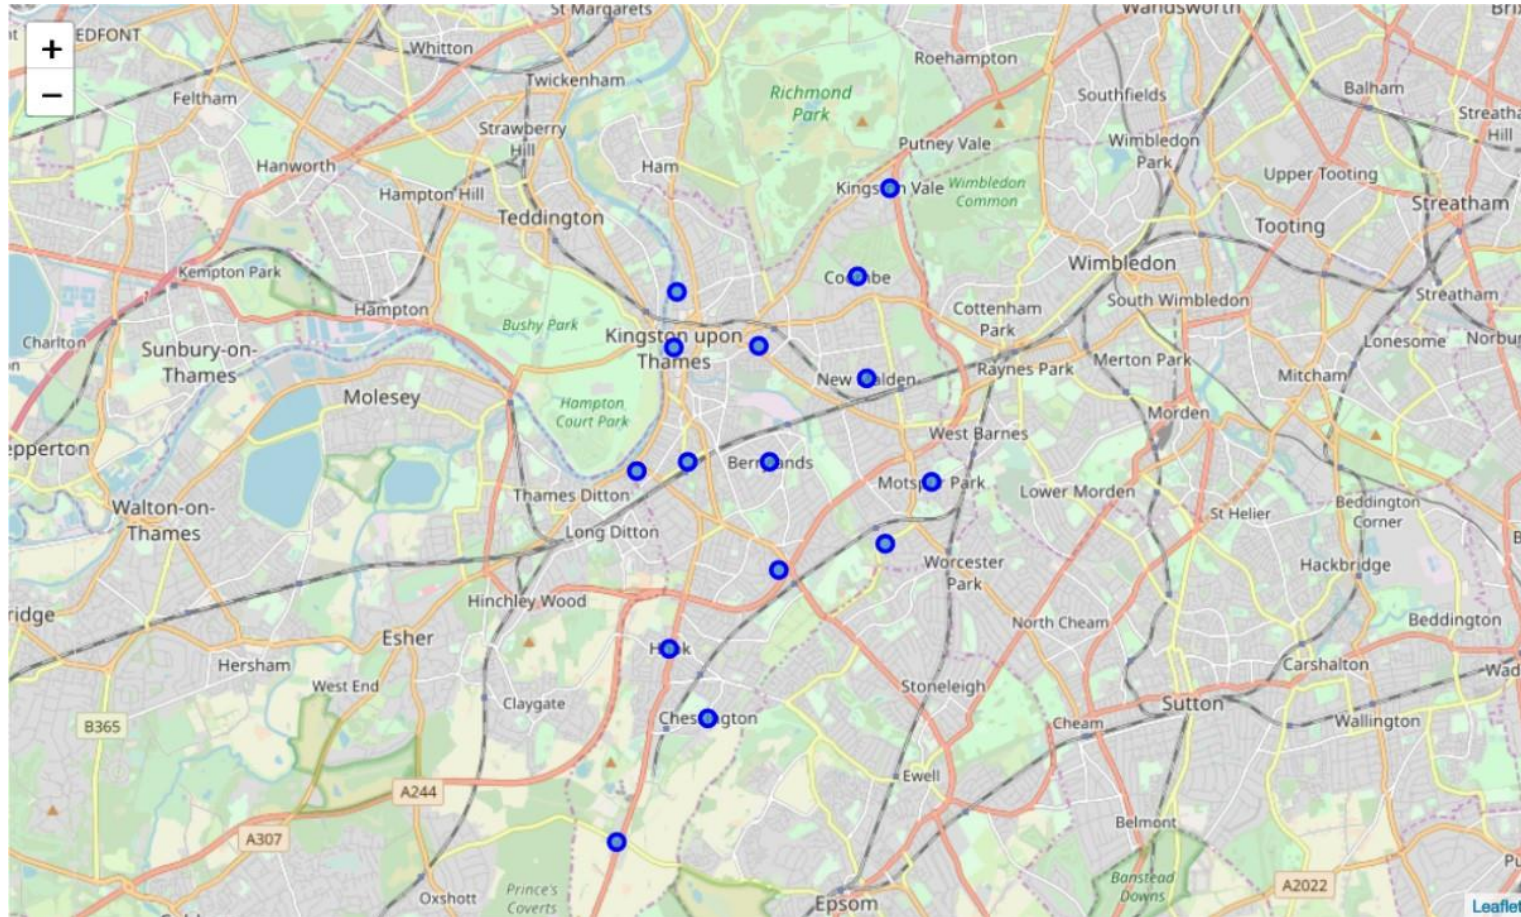 St Margarets
Wandsworth
EDFONT
+
Whitton
Roehampton
Twickenham
Richmond
Park
Southfields
Balham
Feltham
−
Strawberry
Hill
Putney Vale
Wimbledon
Park
Hill
Hanworth
Ham
Upper Tooting
Hampton Hill
Wimbledon
Common
Teddington
Tooting
Streatham
Kempton Park
Wimbledon
Hampton
Bushy Park
Cottenham
Park
South Wimbledon
Streatham
Charlton
Sunbury-on-
Thames
Kingston upon
Thames
Raynes Park
Merton Park
Lonesome
Mitcham
Molesey
Hampton
Court Park
Morden
West Barnes
epperton
Thames Ditton
Lower Morden
Walton-on-
Thames
Long Ditton
St Helier
Beddington
Corner
Worcester
Park
Hackbridge
ridge
Hinchley Wood
Esher
North Cheam
Beddington
Hersham
Carshalton
West End
Claygate
Stoneleigh
Sutton
B365
Cheam
Wallington
A244
Ewell
A307
Belmont
Prince's
Coverts
Oxshott
Epsom
Banstead
Downs
A2022
Leaflet